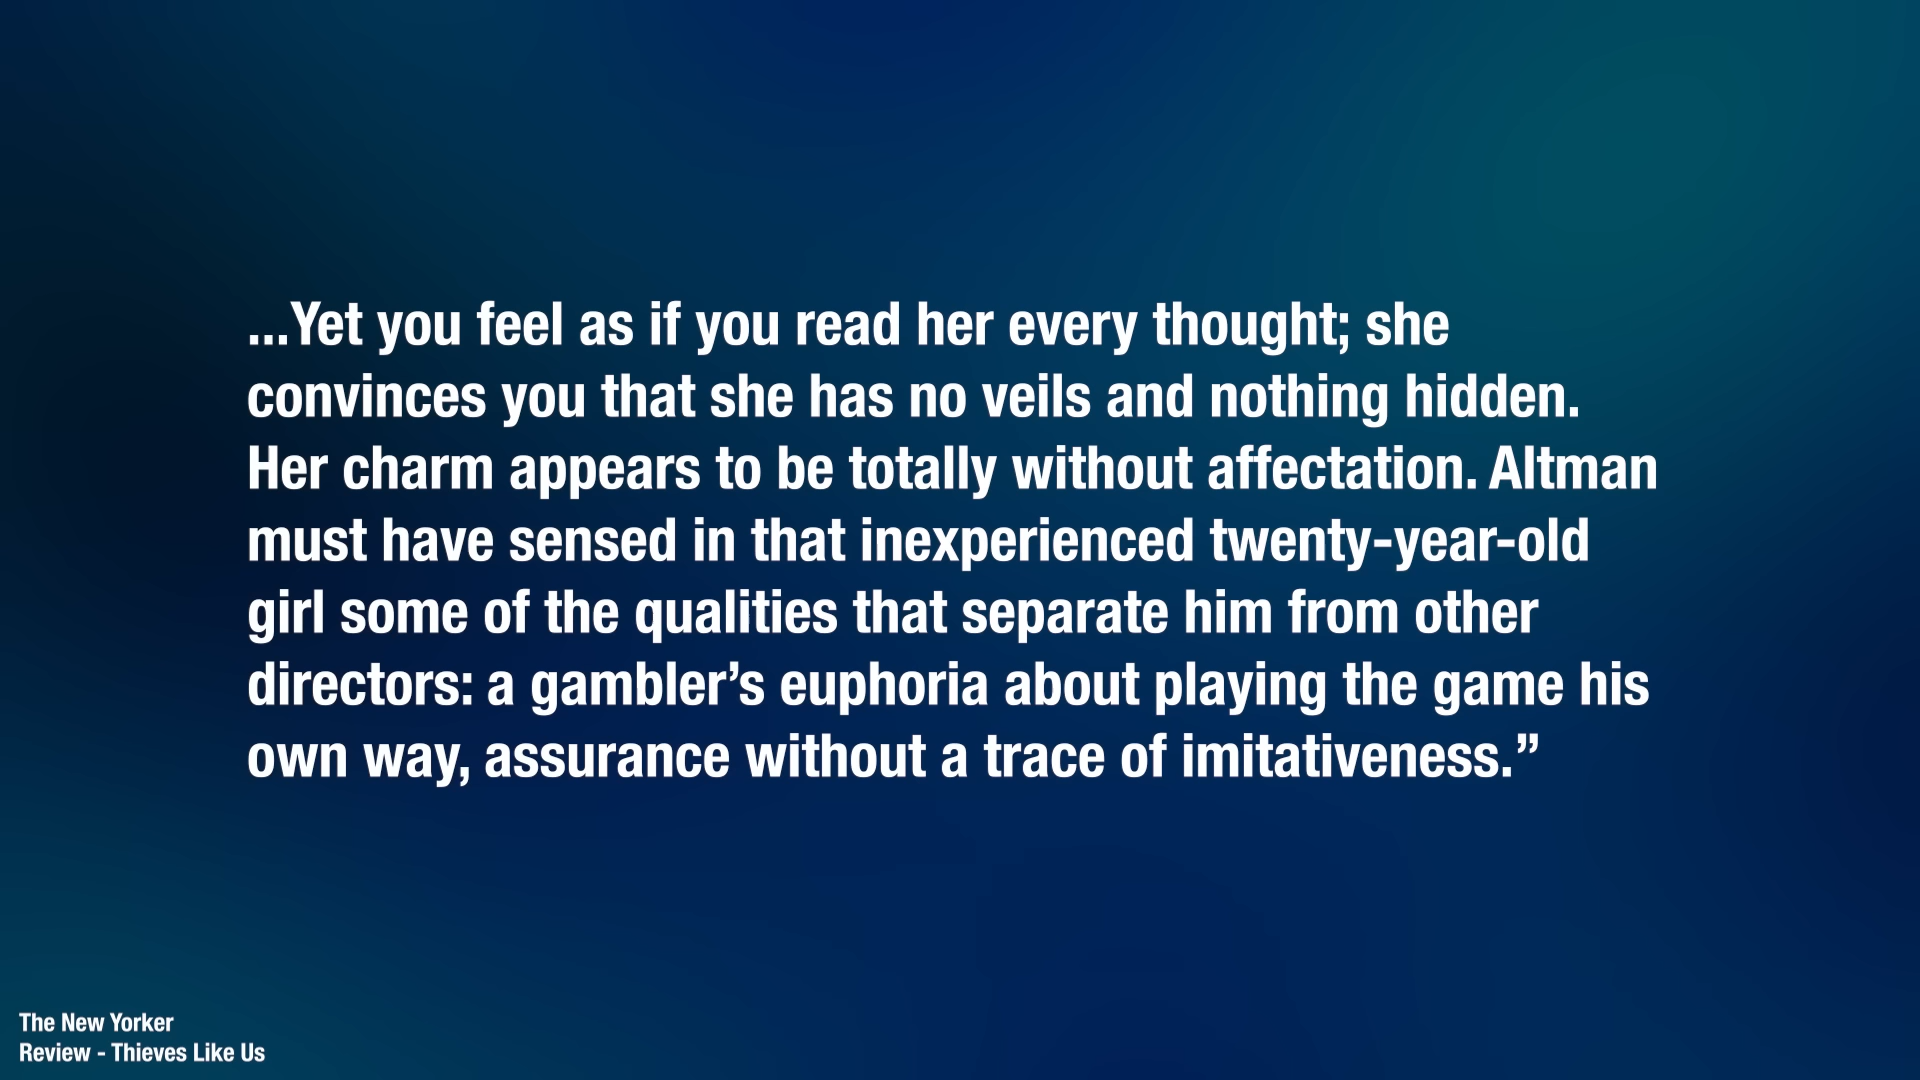 ...Yet you feel as if you read her every thought; she
convinces you that she has no veils and nothing hidden.
Her charm appears to be totally without affectation. Altman
must have sensed in that inexperienced twenty-year-old
girl some of the qualities that separate him from other
directors: a gambler’s euphoria about playing the game his
own way, assurance without a trace of imitativeness.”
The New Yorker
Review - Thieves Like Us